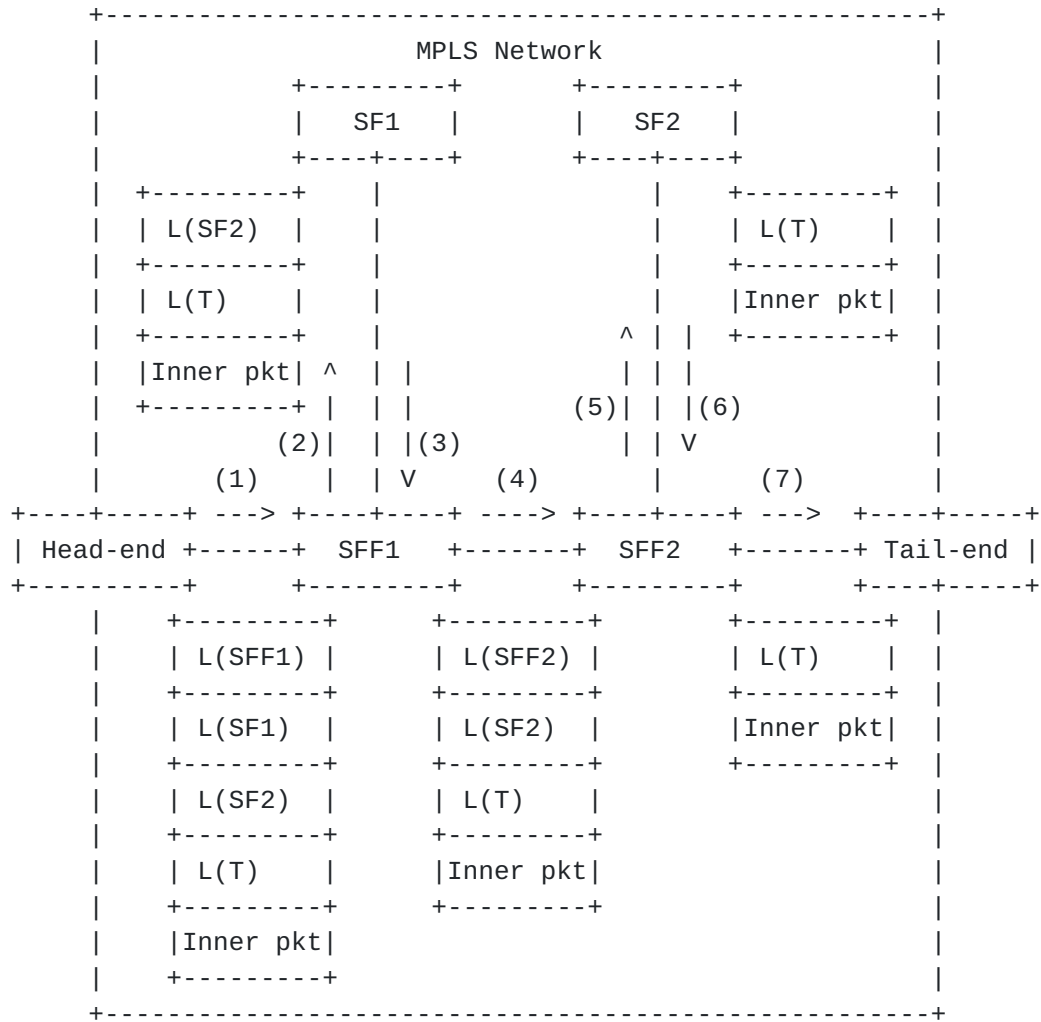 MPLS Network
SF1 SF2
L(SF2) L(T)
L(T) Inner pkt
Inner pkt ^ ^
(5) (6)
(2) (3) V
(1) V (4) (7)
---> ----> --->
Head-end SFF1 SFF2 Tail-end
L(SFF1) L(SFF2) L(T)
L(SF1) L(SF2) Inner pkt
L(SF2) L(T)
L(T) Inner pkt
Inner pkt